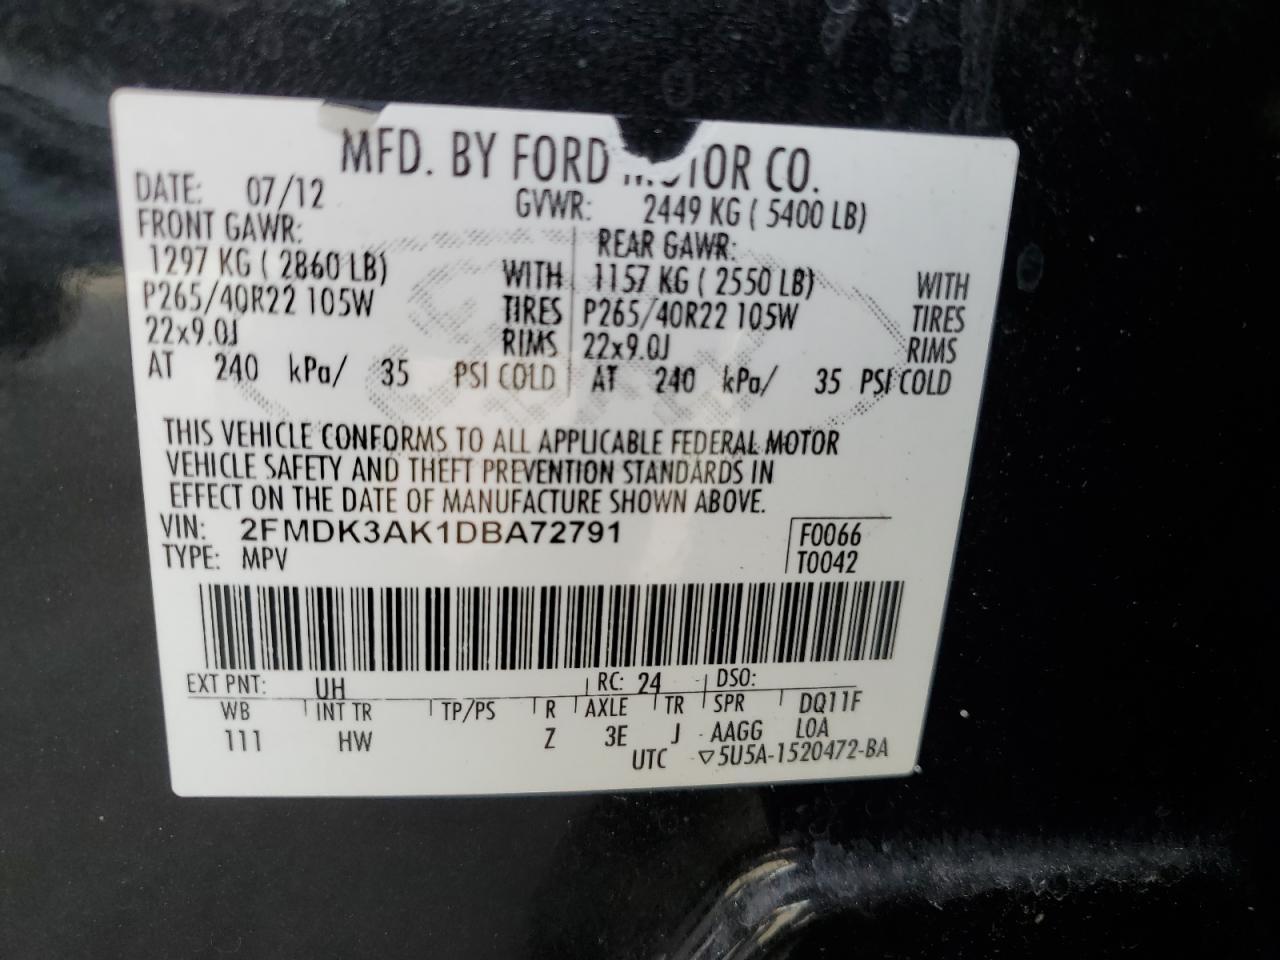 MFD. BY FORD MOTOR CO.
DATE: 07/12 GVWR: 2449 KG ( 5400 LB)
FRONT GAWR: REAR GAWR:
1297 KG ( 2860 LB) WITH 1157 KG ( 2550 LB) WITH
P265/40R22 105W TIRES P265/40R22 105W TIRES
22x9.0J RIMS 22x9.0J RIMS
AT 240 kPa/ 35 PSI COLD AT 240 kPa/ 35 PSI COLD
THIS VEHICLE CONFORMS TO ALL APPLICABLE FEDERAL MOTOR
VEHICLE SAFETY AND THEFT PREVENTION STANDARDS IN
EFFECT ON THE DATE OF MANUFACTURE SHOWN ABOVE.
VIN: 2FMDK3AK1DBA72791 F0066
TYPE: MPV T0042
EXT PNT: UH RC: 24 DSO:
WB INT TR TP/PS R AXLE TR SPR DQ11F
111 HW Z 3E J AAGG L0A
UTC ▽5U5A-1520472-BA